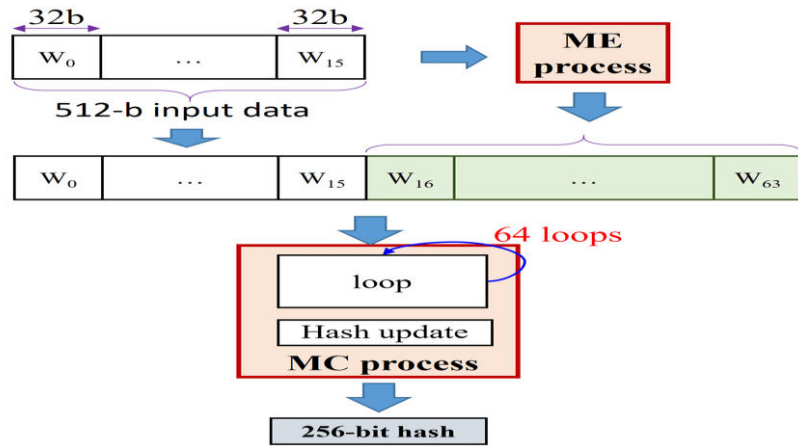 32b
32b
W0
...
W15
ME
process
512-b input data
W0
...
W15
W16
...
W63
64 loops
loop
Hash update
MC process
256-bit hash